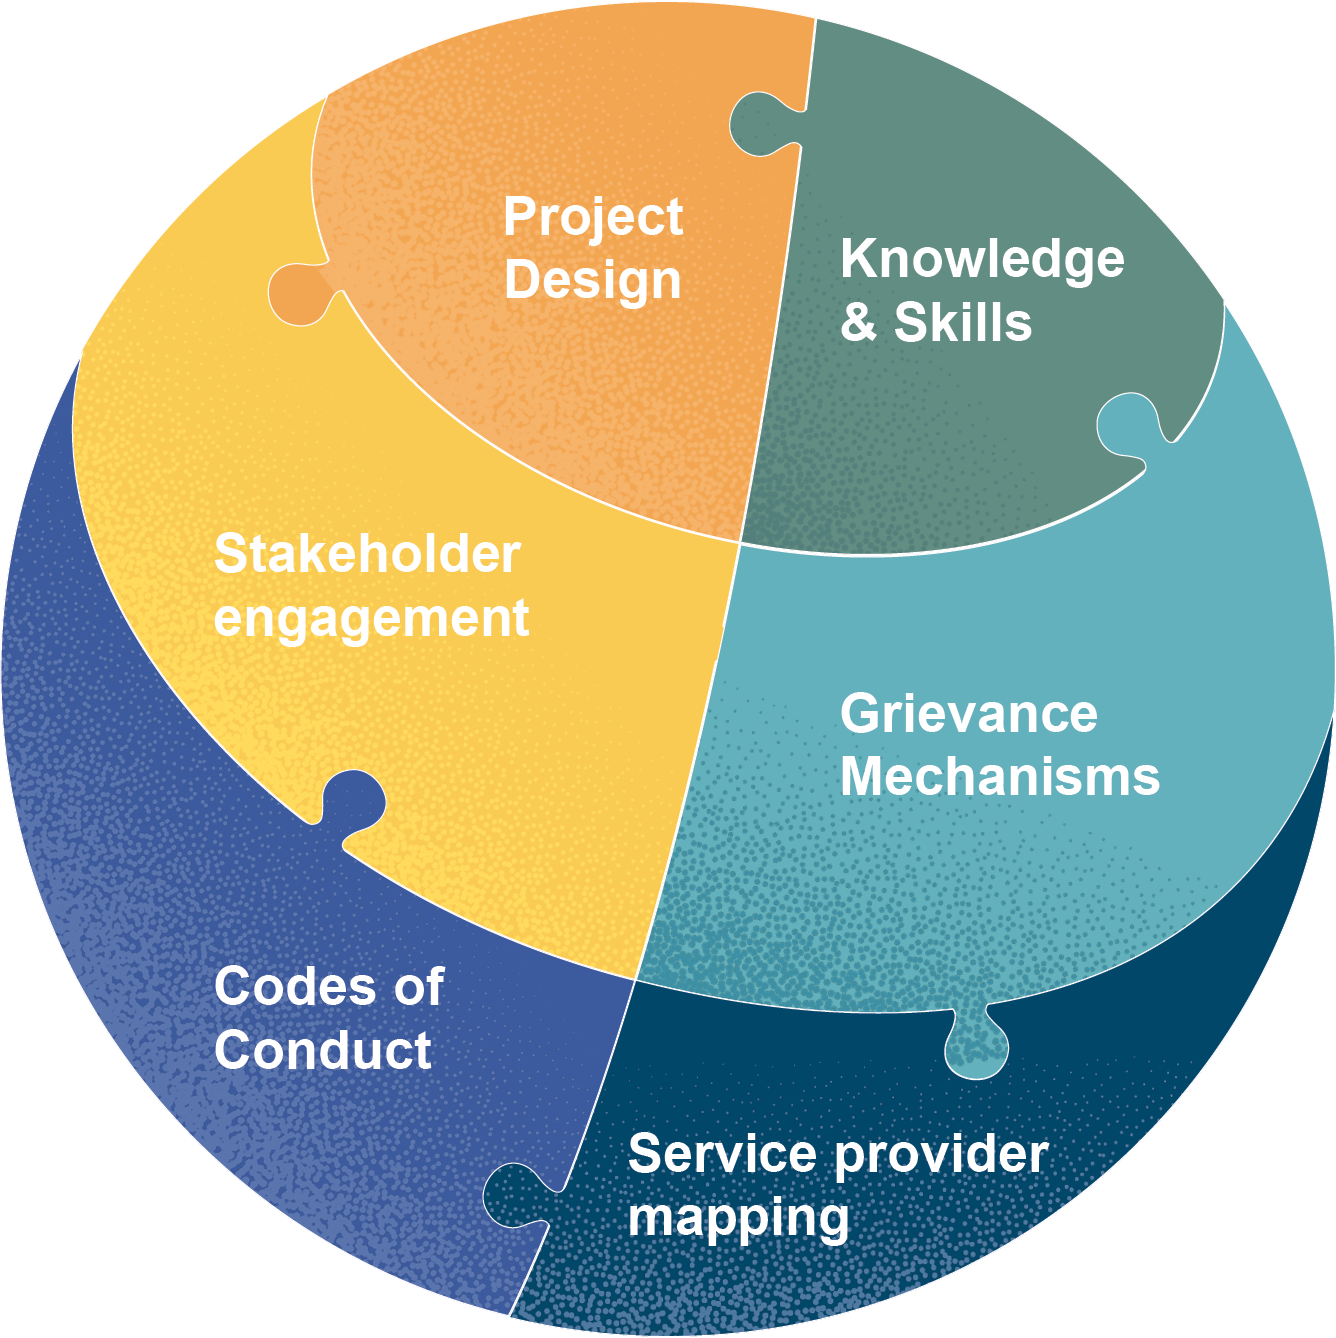 Project
Design
Knowledge
& Skills
Stakeholder
engagement
Grievance
Mechanisms
Codes of
Conduct
Service provider
mapping